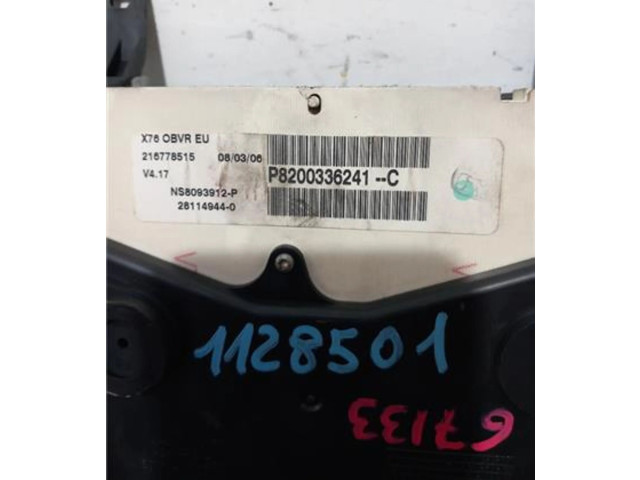 X76 OBVR EU
216778515 08/03/06
V4.17
P8200336241--C
NS8093912-P
28114944-0
1128501
67133